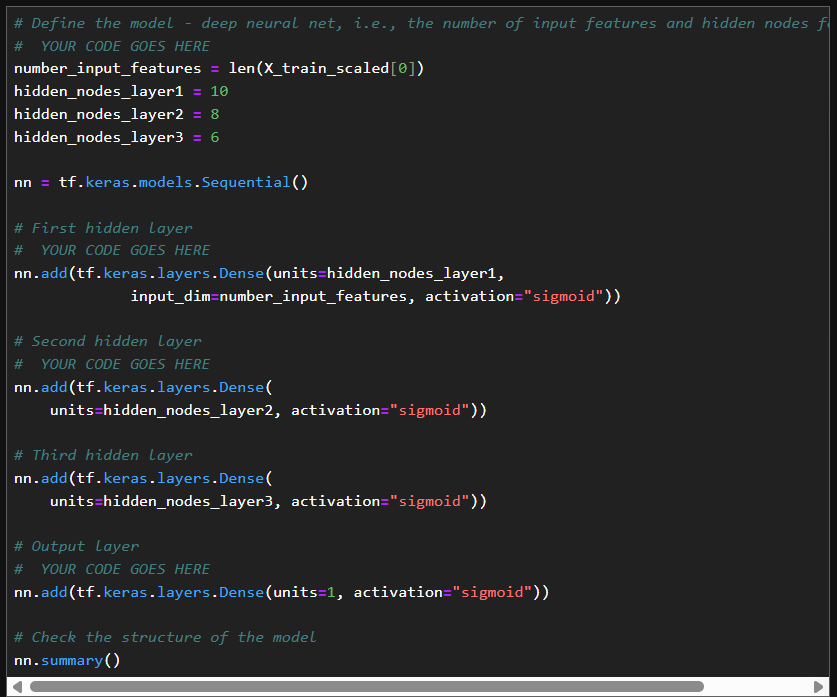 # Define the model - deep neural net, i.e., the number of input features and hidden nodes
#  YOUR CODE GOES HERE
number_input_features = len(X_train_scaled[0])
hidden_nodes_layer1 = 10
hidden_nodes_layer2 = 8
hidden_nodes_layer3 = 6
nn = tf.keras.models.Sequential()
# First hidden layer
#  YOUR CODE GOES HERE
nn.add(tf.keras.layers.Dense(units=hidden_nodes_layer1,
             input_dim=number_input_features, activation="sigmoid"))
# Second hidden layer
#  YOUR CODE GOES HERE
nn.add(tf.keras.layers.Dense(
    units=hidden_nodes_layer2, activation="sigmoid"))
# Third hidden layer
nn.add(tf.keras.layers.Dense(
    units=hidden_nodes_layer3, activation="sigmoid"))
# Output layer
#  YOUR CODE GOES HERE
nn.add(tf.keras.layers.Dense(units=1, activation="sigmoid"))
# Check the structure of the model
nn.summary()